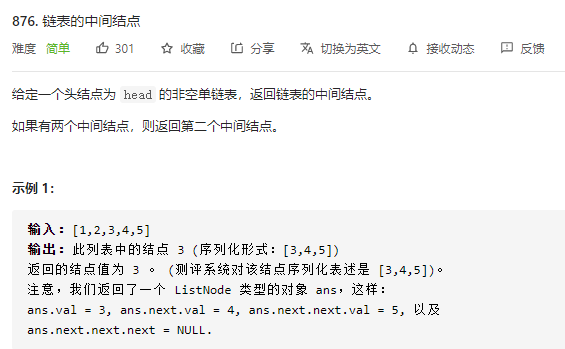 876. 链表的中间结点
难度 简单 301 收藏 分享 切换为英文 接收动态 反馈
给定一个头结点为 head 的非空单链表，返回链表的中间结点。
如果有两个中间结点，则返回第二个中间结点。
示例 1：
输入：[1,2,3,4,5]
输出：此列表中的结点 3 (序列化形式：[3,4,5])
返回的结点值为 3 。 (测评系统对该结点序列化表述是 [3,4,5])。
注意，我们返回了一个 ListNode 类型的对象 ans，这样：
ans.val = 3, ans.next.val = 4, ans.next.next.val = 5, 以及
ans.next.next.next = NULL.